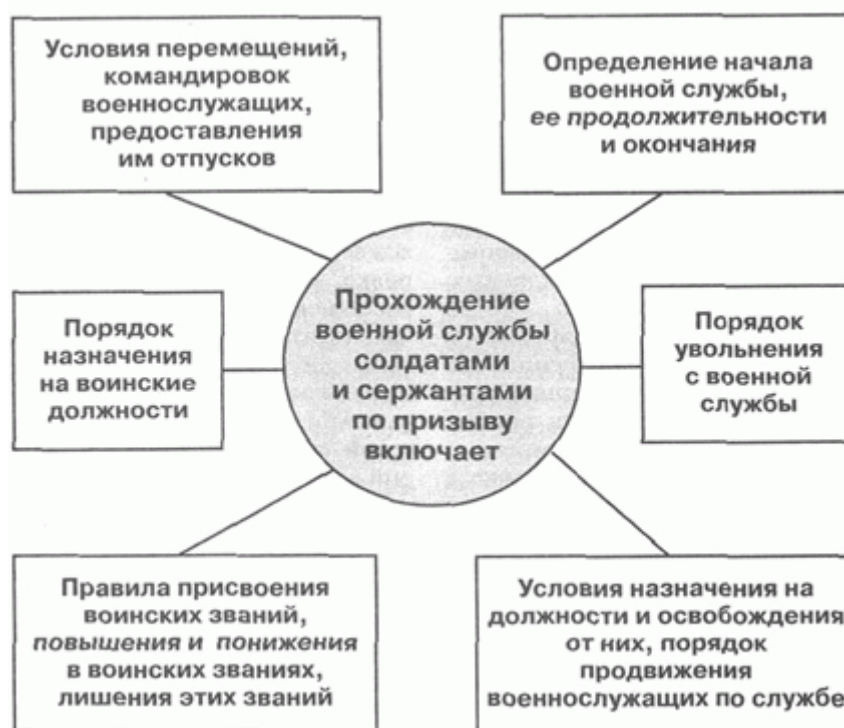 Условия перемещений,
командировок
военнослужащих,
предоставления
им отпусков
Определение начала
военной службы,
ее продолжительности
и окончания
Порядок
назначения
на воинские
должности
Прохождение
военной службы
солдатами
и сержантами
по призыву
включает
Порядок
увольнения
с военной
службы
Правила присвоения
воинских званий,
повышения и понижения
в воинских званиях,
лишения этих званий
Условия назначения на
должности и освобождения
от них, порядок
продвижения
военнослужащих по службе